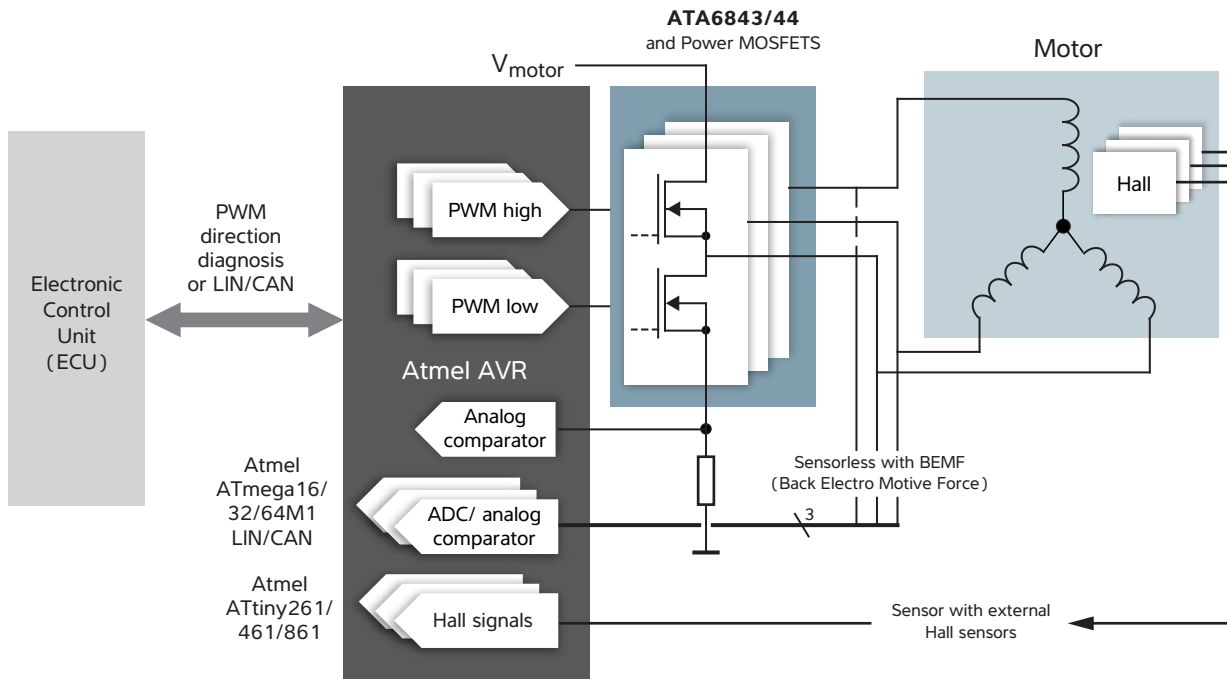 ATA6843/44
and Power MOSFETS
Motor
Vmotor
Hall
PWM high
PWM
direction
diagnosis
or LIN/CAN
Electronic
Control
Unit
(ECU)
PWM low
Atmel AVR
Analog
comparator
Sensorless with BEMF
(Back Electro Motive Force)
Atmel
ATmega16/
32/64M1
LIN/CAN
ADC/ analog
comparator
3
Atmel
ATtiny261/
461/861
Hall signals
Sensor with external
Hall sensors